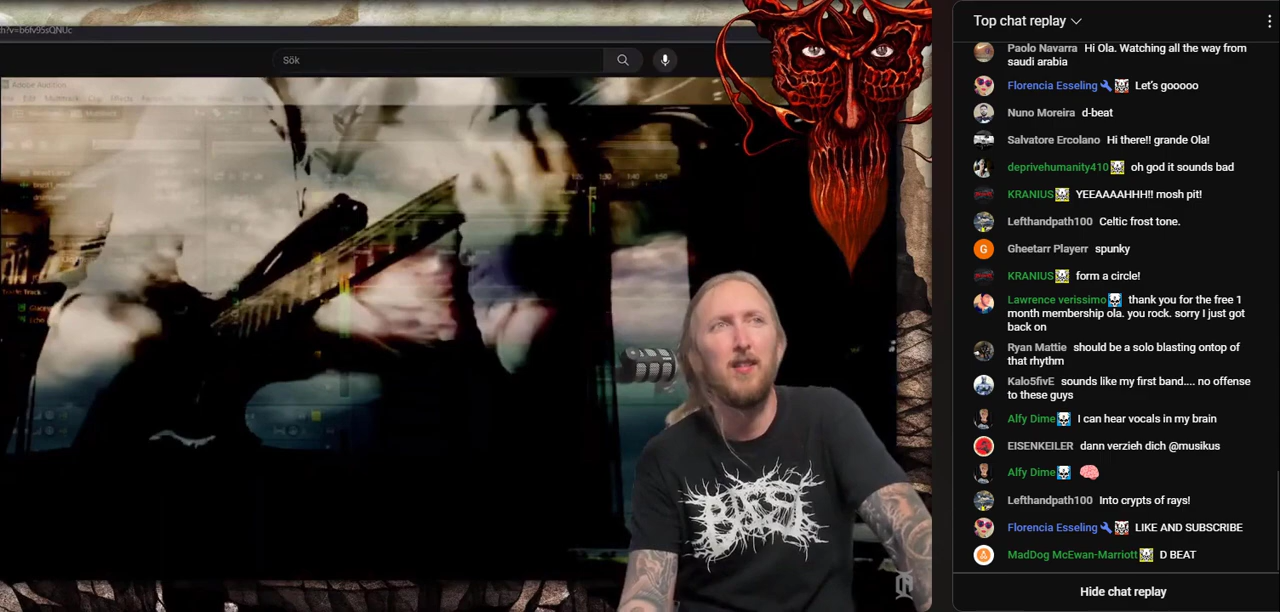 h?v=b6lv95sQNUc
Sök
Adobe Audition
Top chat replay
Paolo Navarra Hi Ola. Watching all the way from
saudi arabia
Florencia Esseling Let's gooooo
Nuno Moreira d-beat
Salvatore Ercolano Hi there!! grande Ola!
deprivehumanity410 oh god it sounds bad
KRANIUS YEEAAAAHHH!! mosh pit!
Lefthandpath100 Celtic frost tone.
G Gheetarr Playerr spunky
KRANIUS form a circle!
Lawrence verissimo thank you for the free 1
month membership ola. you rock. sorry I just got
back on
Ryan Mattie should be a solo blasting ontop of
that rhythm
Kalo5fivE sounds like my first band.... no offense
to these guys
Alfy Dime I can hear vocals in my brain
EISENKEILER dann verzieh dich @musikus
Alfy Dime 🧠
Lefthandpath100 Into crypts of rays!
Florencia Esseling LIKE AND SUBSCRIBE
MadDog McEwan-Marriott D BEAT
Hide chat replay